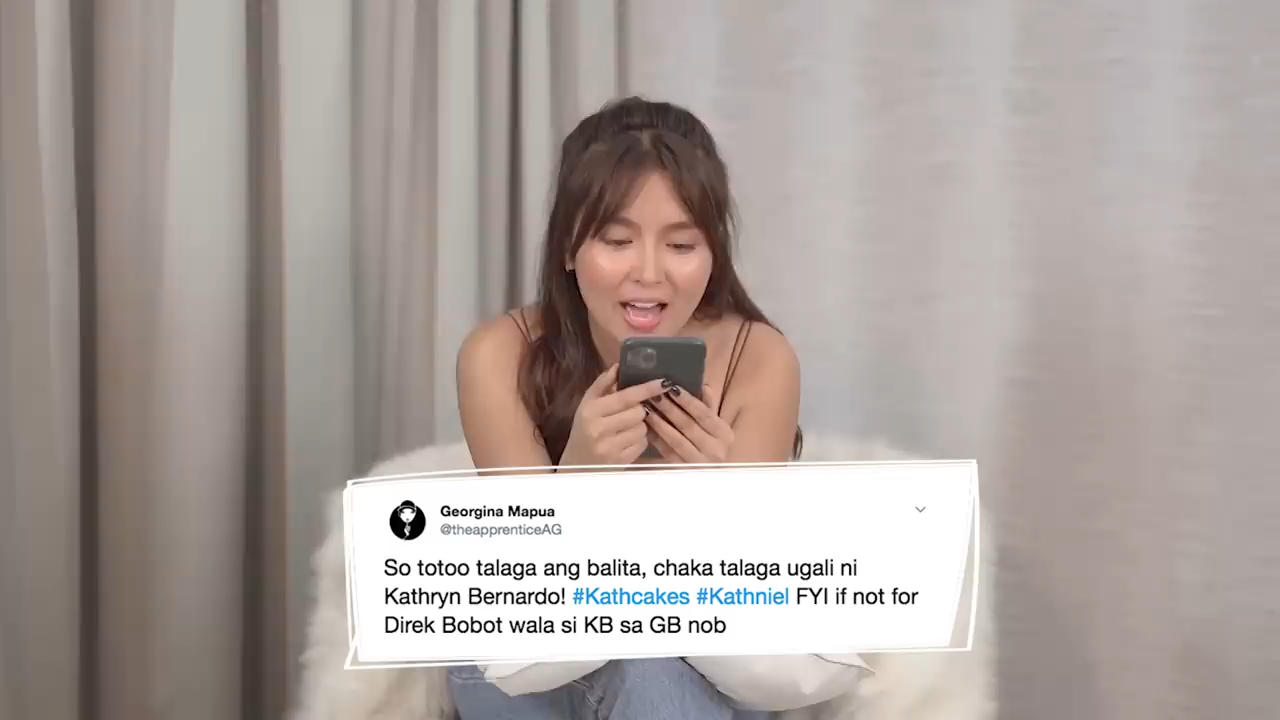 Georgina Mapua
@theapprenticeAG
So totoo talaga ang balita, chaka talaga ugali ni
Kathryn Bernardo! #Kathcakes #Kathniel FYI if not for
Direk Bobot wala si KB sa GB nob